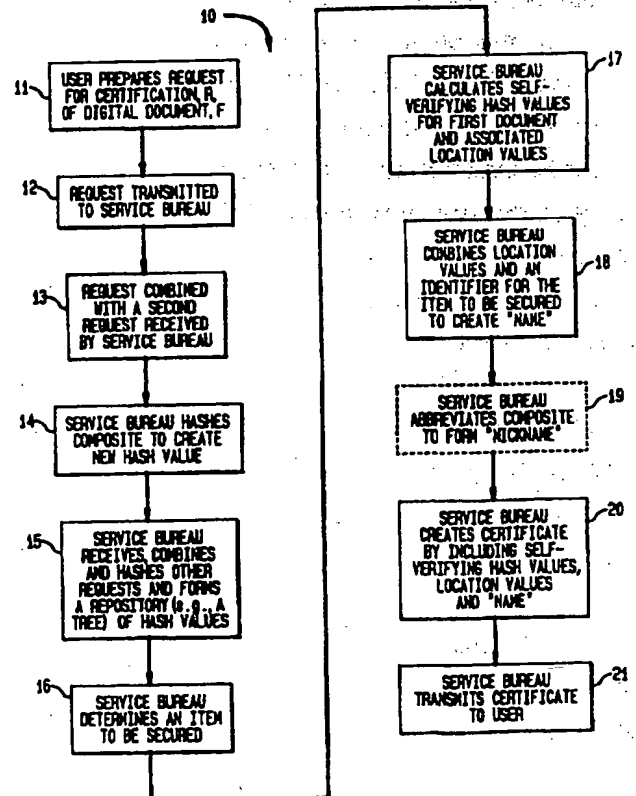 10
11
USER PREPARES REQUEST
FOR CERTIFICATION, R,
OF DIGITAL DOCUMENT, F
12
REQUEST TRANSMITTED
TO SERVICE BUREAU
13
REQUEST COMBINED
WITH A SECOND
REQUEST RECEIVED
BY SERVICE BUREAU
14
SERVICE BUREAU HASHES
COMPOSITE TO CREATE
NEW HASH VALUE
15
SERVICE BUREAU
RECEIVES, COMBINES
AND HASHES OTHER
REQUESTS AND FORMS
A REPOSITORY (e.g., A
TREE) OF HASH VALUES
16
SERVICE BUREAU
DETERMINES AN ITEM
TO BE SECURED
17
SERVICE BUREAU
CALCULATES SELF-
VERIFYING HASH VALUES
FOR FIRST DOCUMENT
AND ASSOCIATED
LOCATION VALUES
18
SERVICE BUREAU
COMBINES LOCATION
VALUES AND AN
IDENTIFIER FOR THE
ITEM TO BE SECURED
TO CREATE "NAME"
19
SERVICE BUREAU
ABBREVIATES COMPOSITE
TO FORM "NICKNAME"
20
SERVICE BUREAU
CREATES CERTIFICATE
BY INCLUDING SELF-
VERIFYING HASH VALUES,
LOCATION VALUES
AND "NAME"
21
SERVICE BUREAU
TRANSMITS CERTIFICATE
TO USER